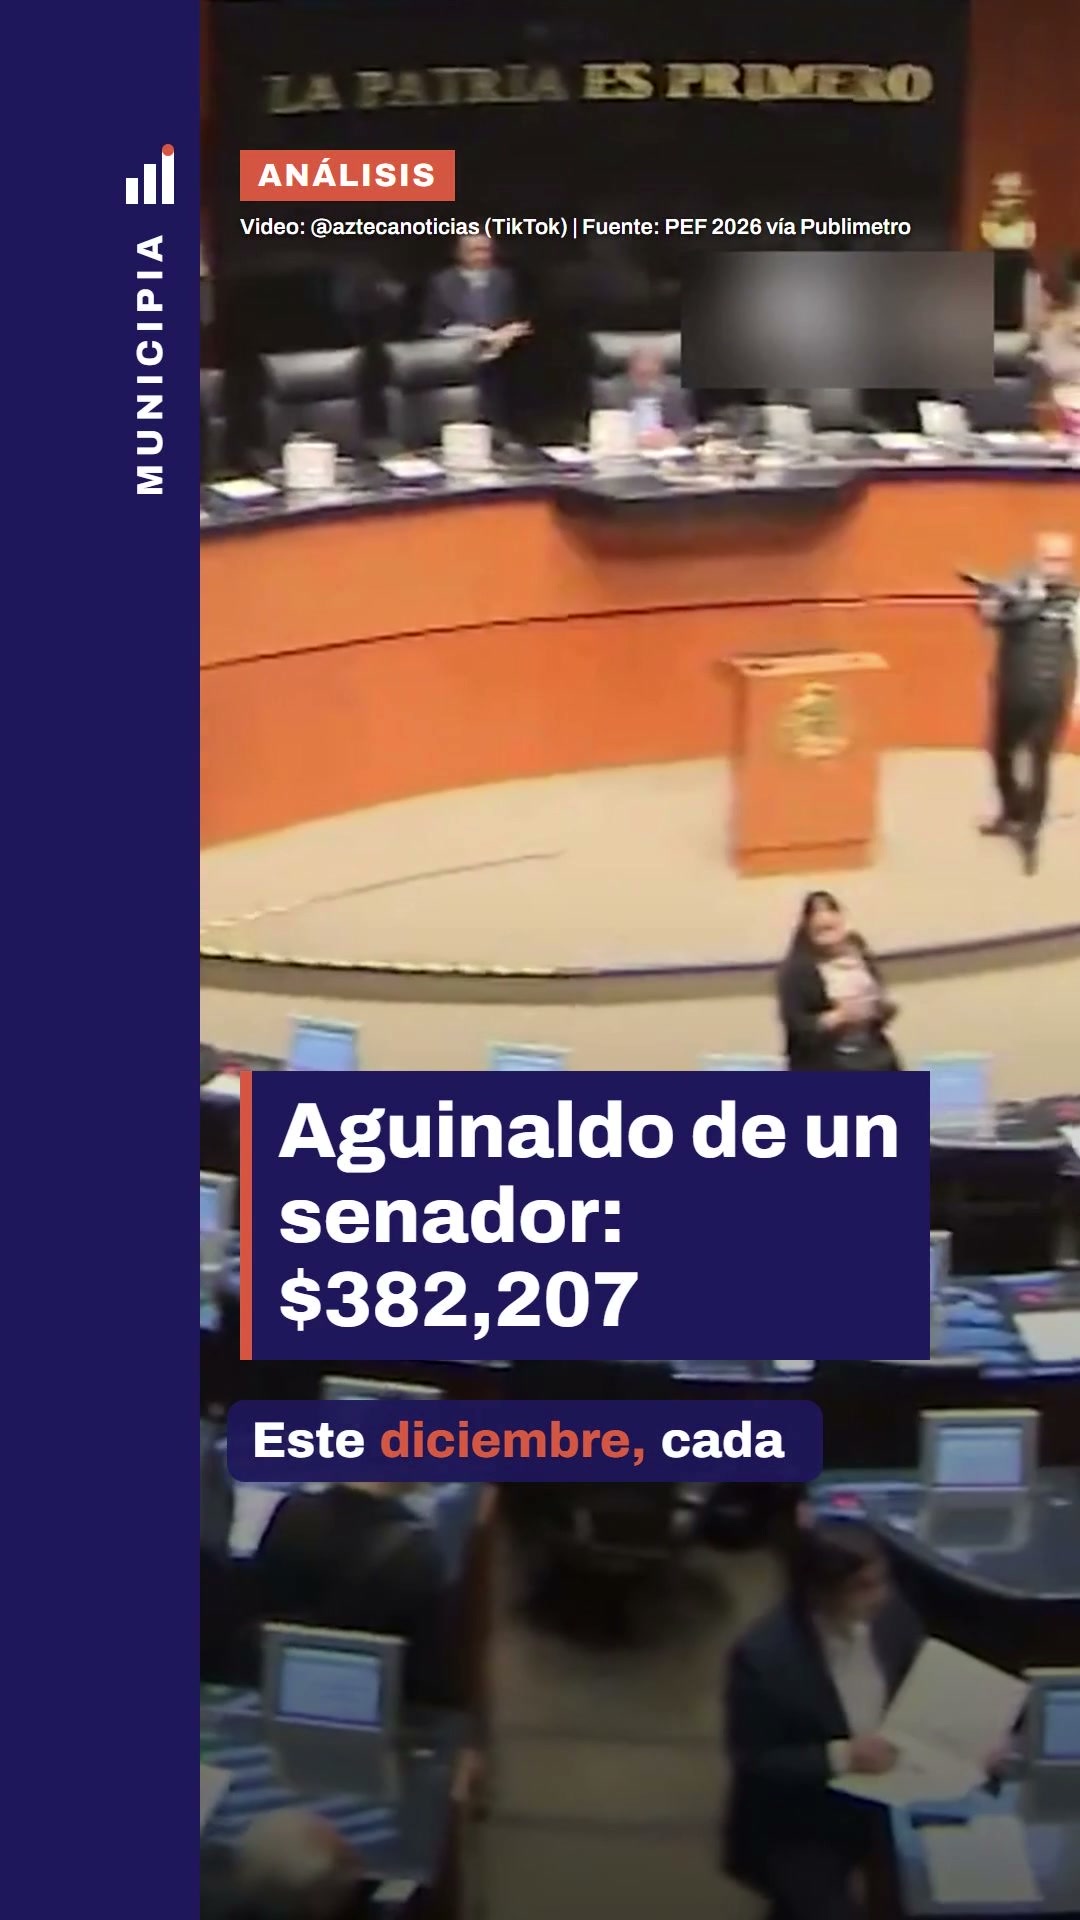 LA PATRIA ES PRIMERO
ANÁLISIS
Video: @aztecanoticias (TikTok) | Fuente: PEF 2026 vía Publimetro
MUNICIPIA
Aguinaldo de un
senador:
$382,207
Este diciembre, cada